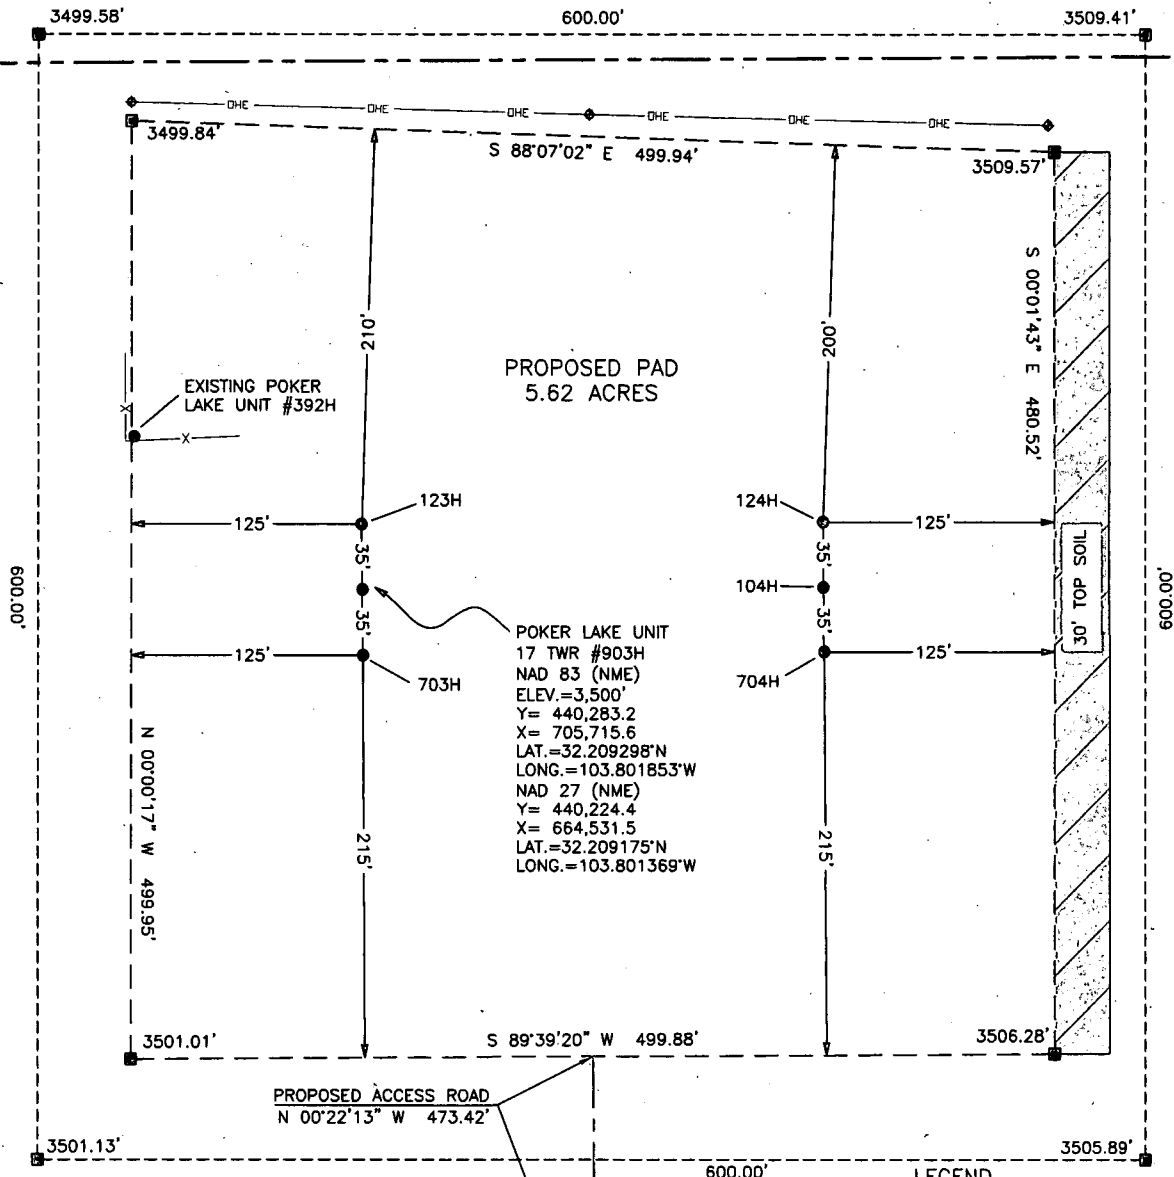 3499.58'
600.00'
3509.41'
OHE
OHE
OHE
OHE
OHE
OHE
3499.84'
S 88°07'02" E 499.94'
3509.57'
S 00°01'43" E 480.52'
210'
200'
PROPOSED PAD
5.62 ACRES
EXISTING POKER
LAKE UNIT #392H
X
X
123H
124H
125'
125'
35'
35'
104H
35'
35'
30' TOP SOIL
600.00'
600.00'
125'
125'
703H
704H
POKER LAKE UNIT
17 TWR #903H
NAD 83 (NME)
ELEV.=3,500'
Y= 440,283.2
X= 705,715.6
LAT.=32.209298°N
LONG.=103.801853°W
NAD 27 (NME)
Y= 440,224.4
X= 664,531.5
LAT.=32.209175°N
LONG.=103.801369°W
N 00°00'17" W 499.95'
215'
215'
3501.01'
S 89°39'20" W 499.88'
3506.28'
PROPOSED ACCESS ROAD
N 00°22'13" W 473.42'
3501.13'
3505.89'
600.00'
LEGEND